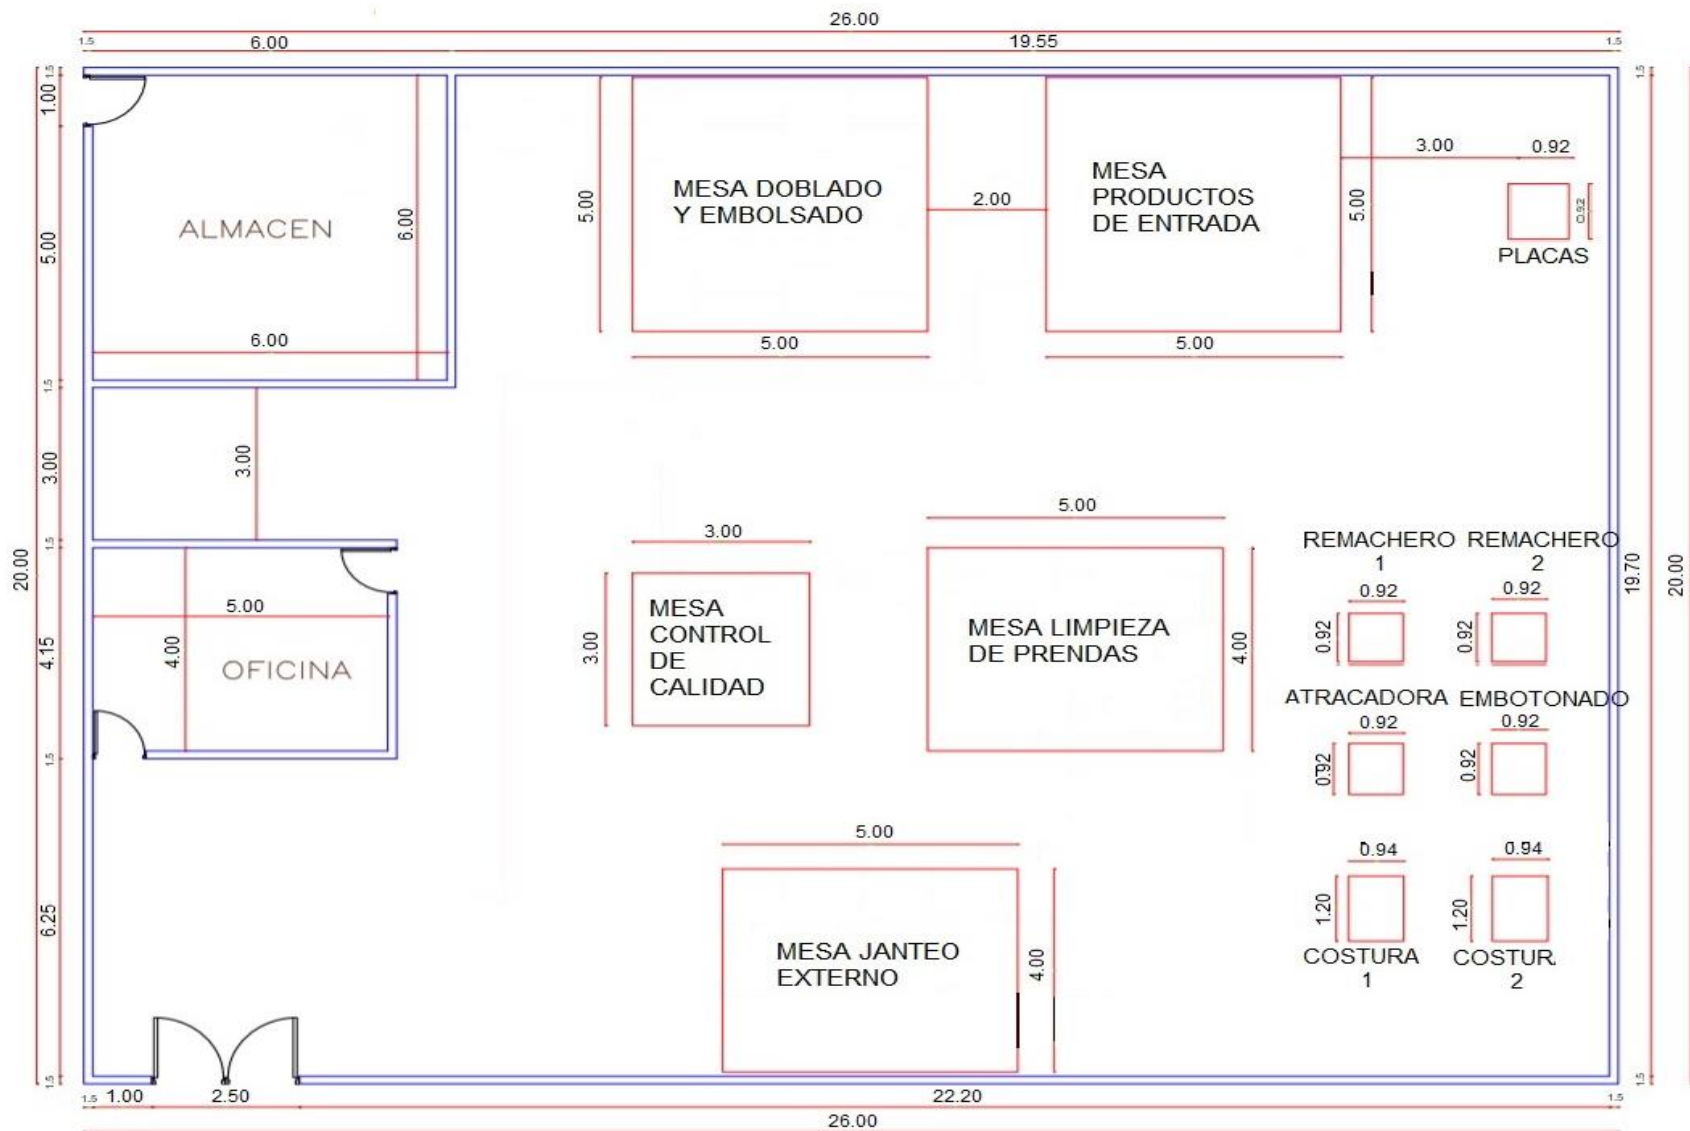 26.00
1.5 6.00 19.55 1.5
1.5
1.00
5.00
1.5
3.00
1.5
20.00
4.15
1.5
6.25
1.5
ALMACEN
6.00
6.00
3.00
5.00
4.00
OFICINA
5.00
MESA DOBLADO
Y EMBOLSADO
5.00
2.00
MESA
PRODUCTOS
DE ENTRADA
5.00
5.00
3.00 0.92
0.92
PLACAS
3.00
3.00
MESA
CONTROL
DE
CALIDAD
5.00
MESA LIMPIEZA
DE PRENDAS
4.00
REMACHERO
1
0.92
0.92
REMACHERO
2
0.92
0.92
ATRACADORA
0.92
0.92
EMBOTONADO
0.92
0.92
5.00
MESA JANTEO
EXTERNO
4.00
0.94
1.20
COSTURA
1
0.94
1.20
COSTUR
2
1.5
19.70
20.00
1.5
1.5 1.00 2.50 22.20 1.5
26.00